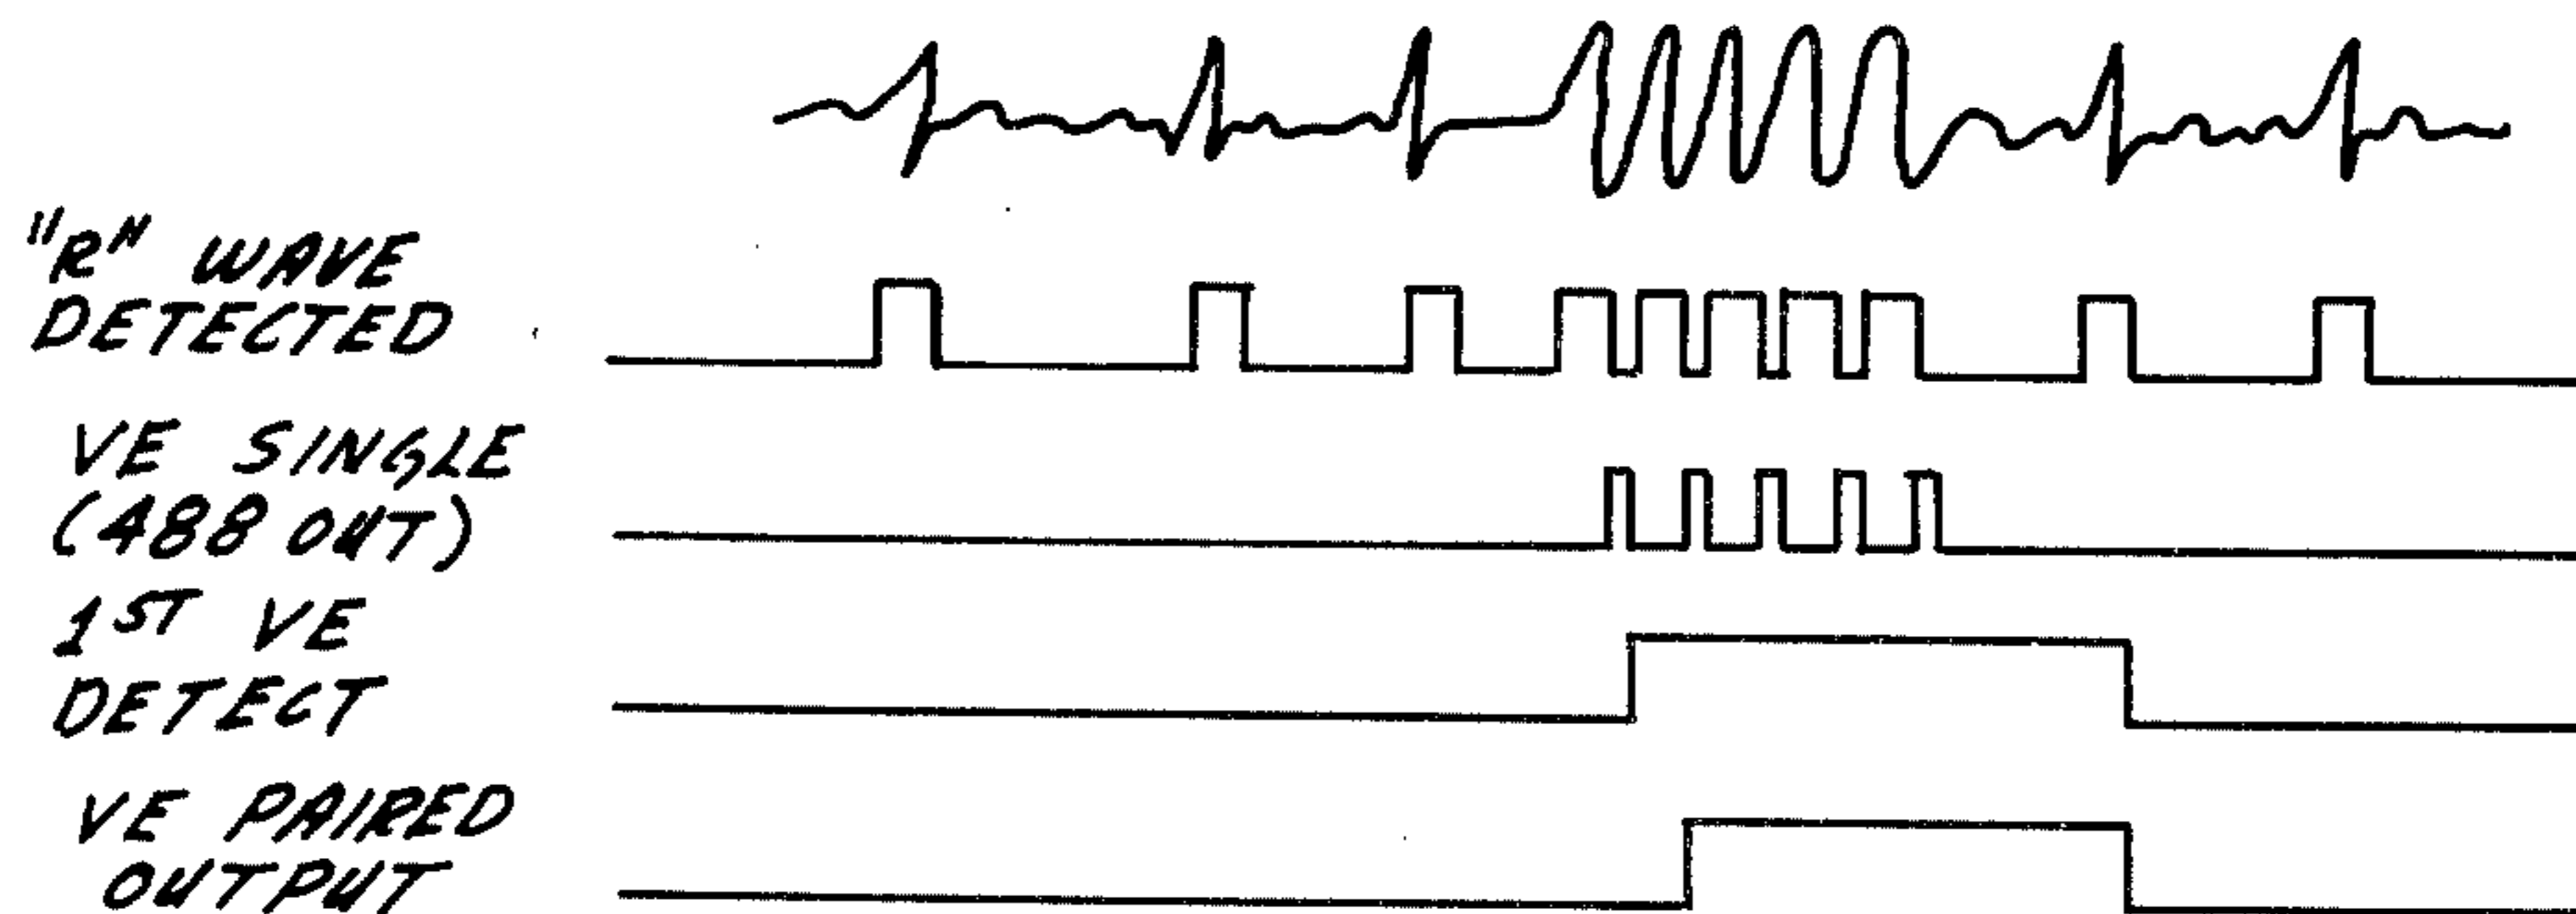 "R" WAVE
DETECTED
VE SINGLE
(488 OUT)
1ST VE
DETECT
VE PAIRED
OUTPUT